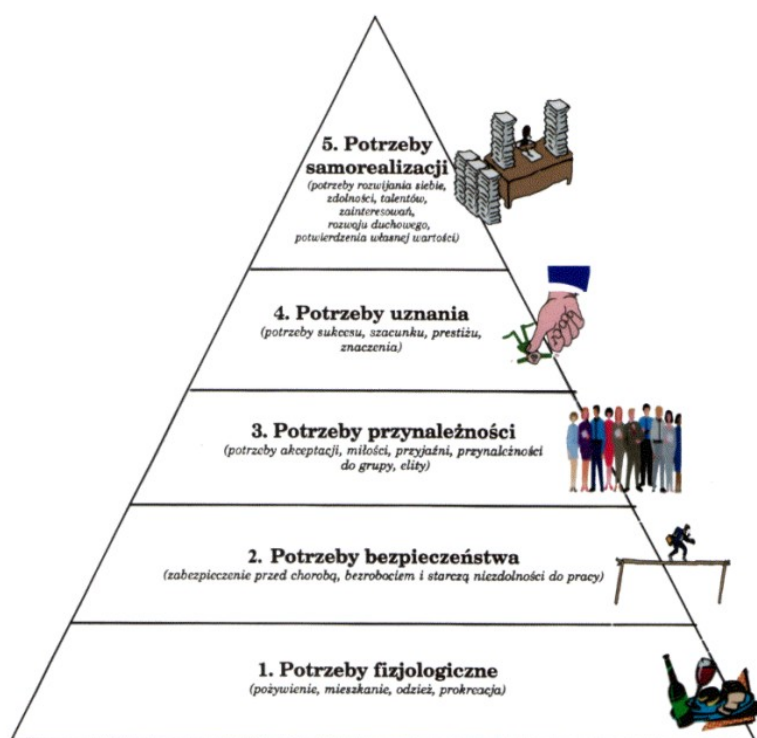 5. Potrzeby
samorealizacji
(potrzeby rozwijania siebie,
zdolności, talentów,
zainteresowań,
rozwoju duchowego,
potwierdzenia własnej wartości)
4. Potrzeby uznania
(potrzeby sukcesu, szacunku, prestiżu,
znaczenia)
3. Potrzeby przynależności
(potrzeby akceptacji, miłości, przyjaźni, przynależności
do grupy, elity)
2. Potrzeby bezpieczeństwa
(zabezpieczenie przed chorobą, bezrobociem i starczą niezdolności do pracy)
1. Potrzeby fizjologiczne
(pożywienie, mieszkanie, odzież, prokreacja)